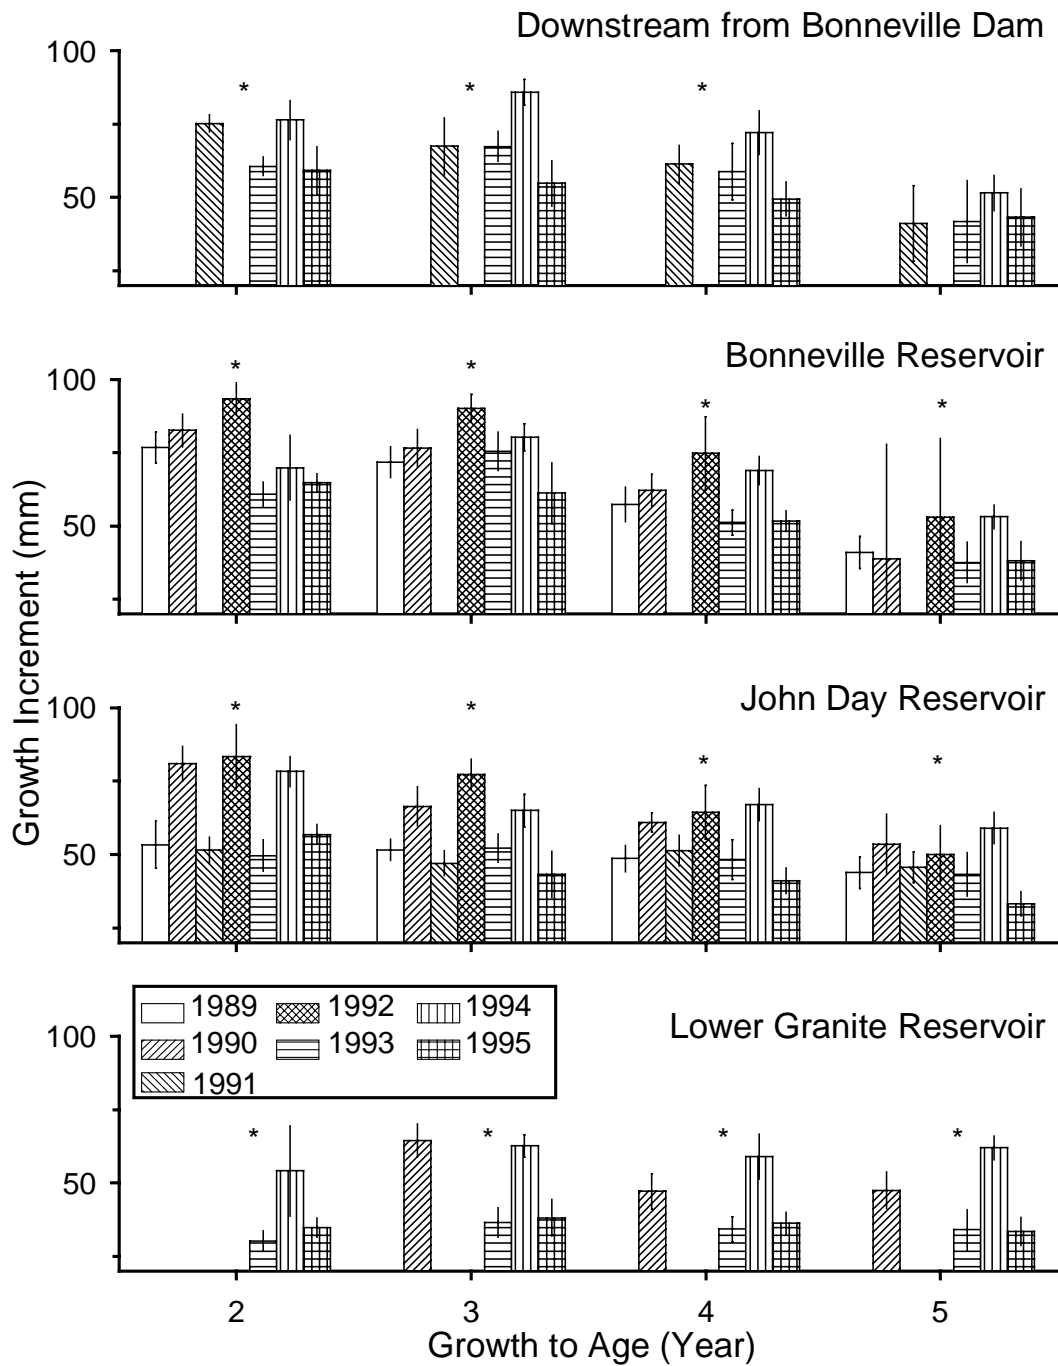 Downstream from Bonneville Dam
100
* * *
50
Bonneville Reservoir
100
* * * *
50
Growth Increment (mm)
John Day Reservoir
100
* * * *
50
1989 1992 1994
1990 1993 1995
1991
Lower Granite Reservoir
100
* * * *
50
2 3 4 5
Growth to Age (Year)